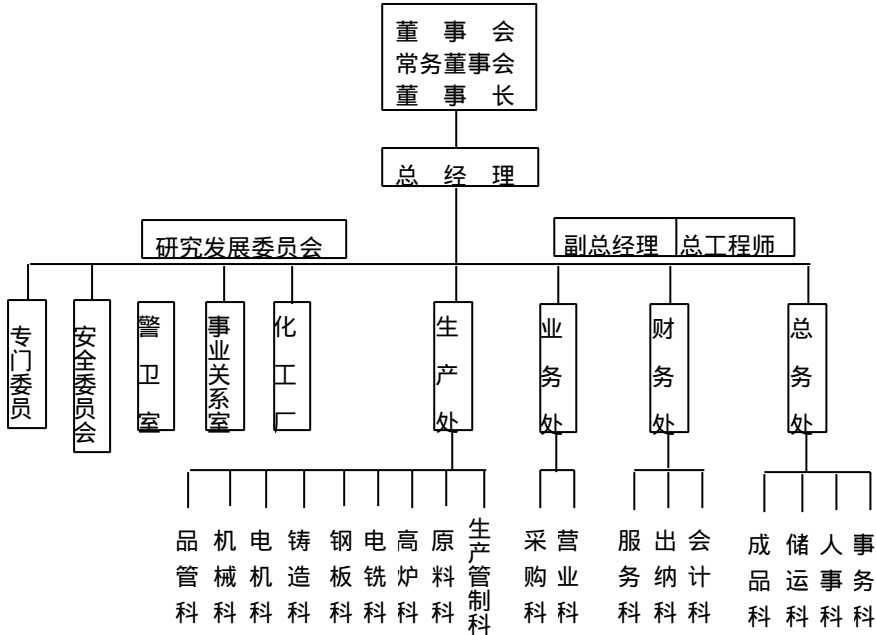 董事会
常务董事会
董事长
总经理
研究发展委员会
副总经理
总工程师
专门委员
安全委员会
警卫室
事业关系室
化工厂
生产处
业务处
财务处
总务处
品管科
机械科
电机科
铸造科
钢板科
电铣科
高炉科
原料科
生产管制科
采购科
营业科
服务科
出纳科
会计科
成品科
储运科
人事科
事务科